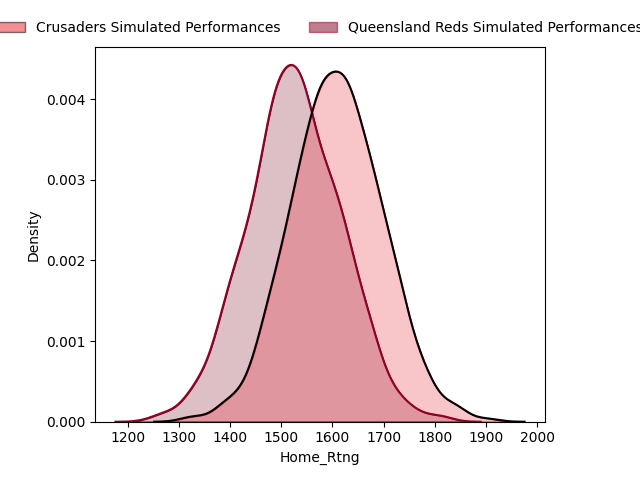 Crusaders Simulated Performances Queensland Reds Simulated Performances
0.004
0.003
0.002
0.001
0.000
Density
1200 1300 1400 1500 1600 1700 1800 1900 2000
Home_Rtng